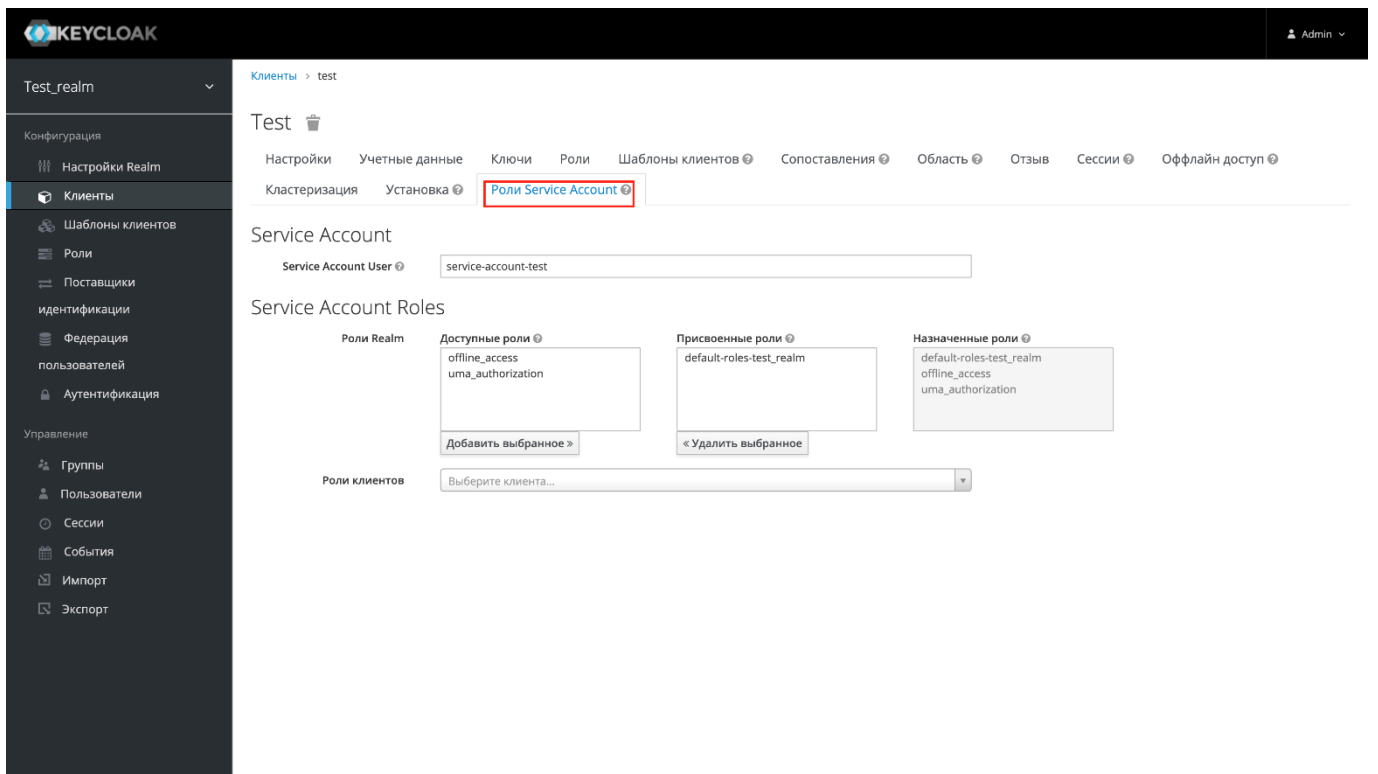 KEYCLOAK
Admin
Test_realm
Конфигурация
Настройки Realm
Клиенты
Шаблоны клиентов
Роли
Поставщики
идентификации
Федерация
пользователей
Аутентификация
Управление
Группы
Пользователи
Сессии
События
Импорт
Экспорт
Клиенты > test
Test
Настройки Учетные данные Ключи Роли Шаблоны клиентов Сопоставления Область Отзыв Сессии Оффлайн доступ
Кластеризация Установка Роли Service Account
Service Account
Service Account User service-account-test
Service Account Roles
Роли Realm Доступные роли Присвоенные роли Назначенные роли
offline_access default-roles-test_realm default-roles-test_realm
uma_authorization offline_access
uma_authorization
Добавить выбранное » « Удалить выбранное
Роли клиентов Выберите клиента...